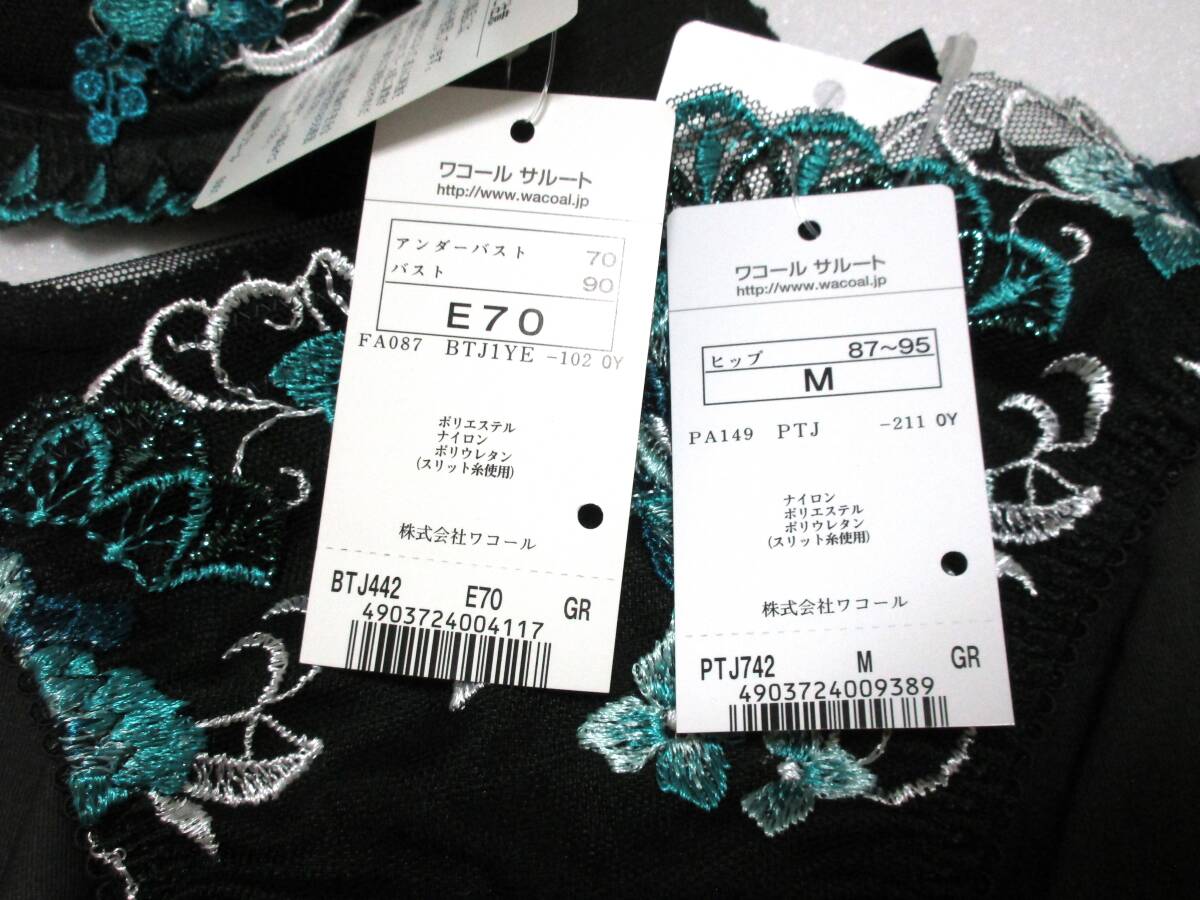 ワコール サルート
http://www.wacoal.jp
アンダーバスト 70
バスト 90
E70
FA087 BTJ1YE -102 0Y
ポリエステル
ナイロン
ポリウレタン
(スリット糸使用)
株式会社ワコール
BTJ442 E70 GR
4903724004117
ワコール サルート
http://www.wacoal.jp
ヒップ 87～95
M
PA149 PTJ -211 0Y
ナイロン
ポリエステル
ポリウレタン
(スリット糸使用)
株式会社ワコール
PTJ742 M GR
4903724009389